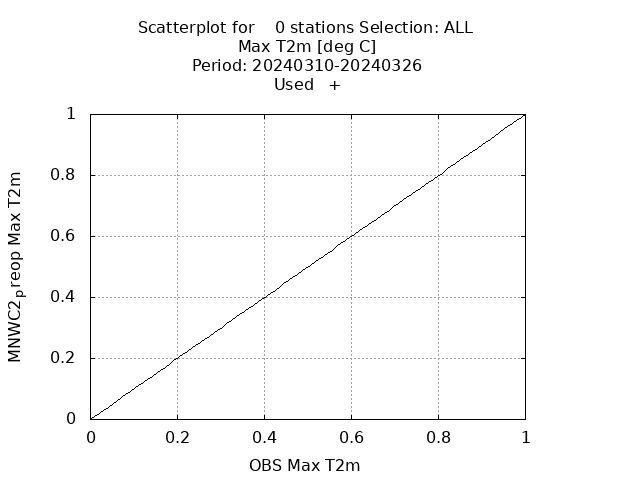 Scatterplot for    0 stations Selection: ALL
Max T2m [deg C]
Period: 20240310-20240326
Used +
1
0.8
0.6
0.4
0.2
0
MNWC2preop Max T2m
0 0.2 0.4 0.6 0.8 1
OBS Max T2m